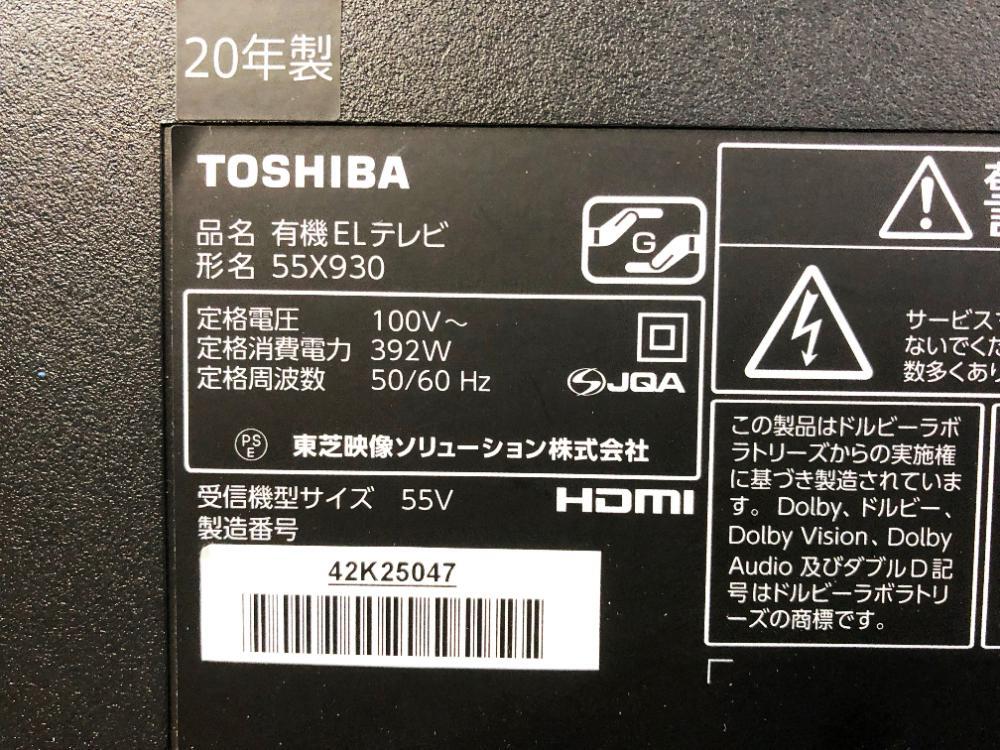 20年製
TOSHIBA
品名 有機ELテレビ
形名 55X930
G
定格電圧 100V～
定格消費電力 392W
定格周波数 50/60 Hz
JQA
PS
E
東芝映像ソリューション株式会社
受信機型サイズ 55V
HDMI
製造番号
42K25047
サービス
ないでくだ
数多くあり
この製品はドルビーラボ
ラトリーズからの実施権
に基づき製造されていま
す。Dolby、ドルビー、
Dolby Vision、Dolby
Audio 及びダブルD記
号はドルビーラボラトリ
ーズの商標です。